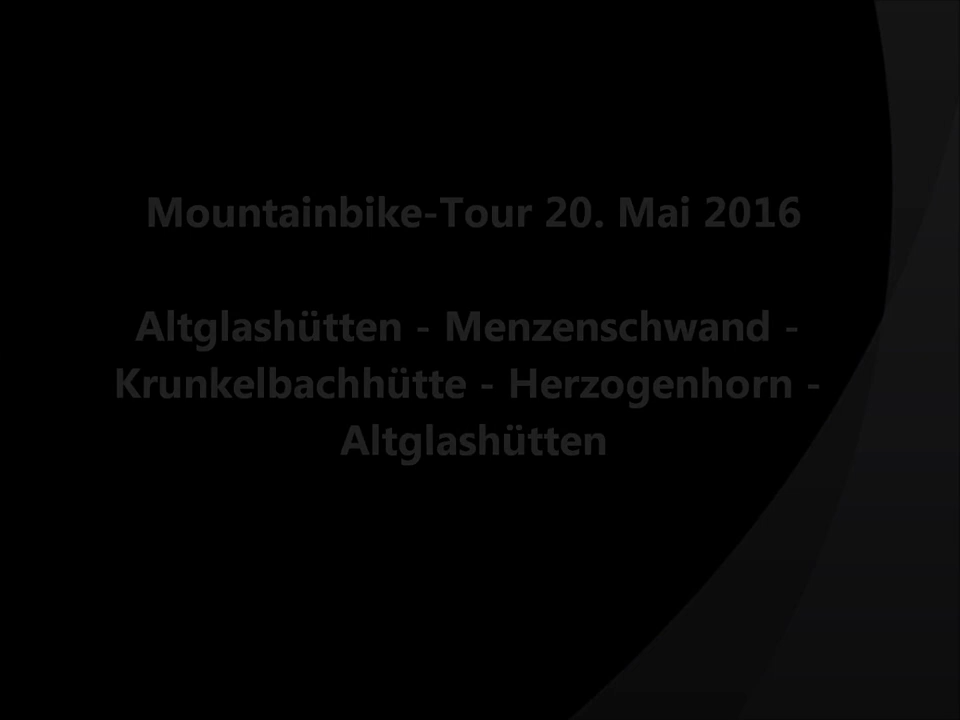 Mountainbike-Tour 20. Mai 2016
Altglashütten - Menzenschwand -
Krunkelbachhütte - Herzogenhorn -
Altglashütten